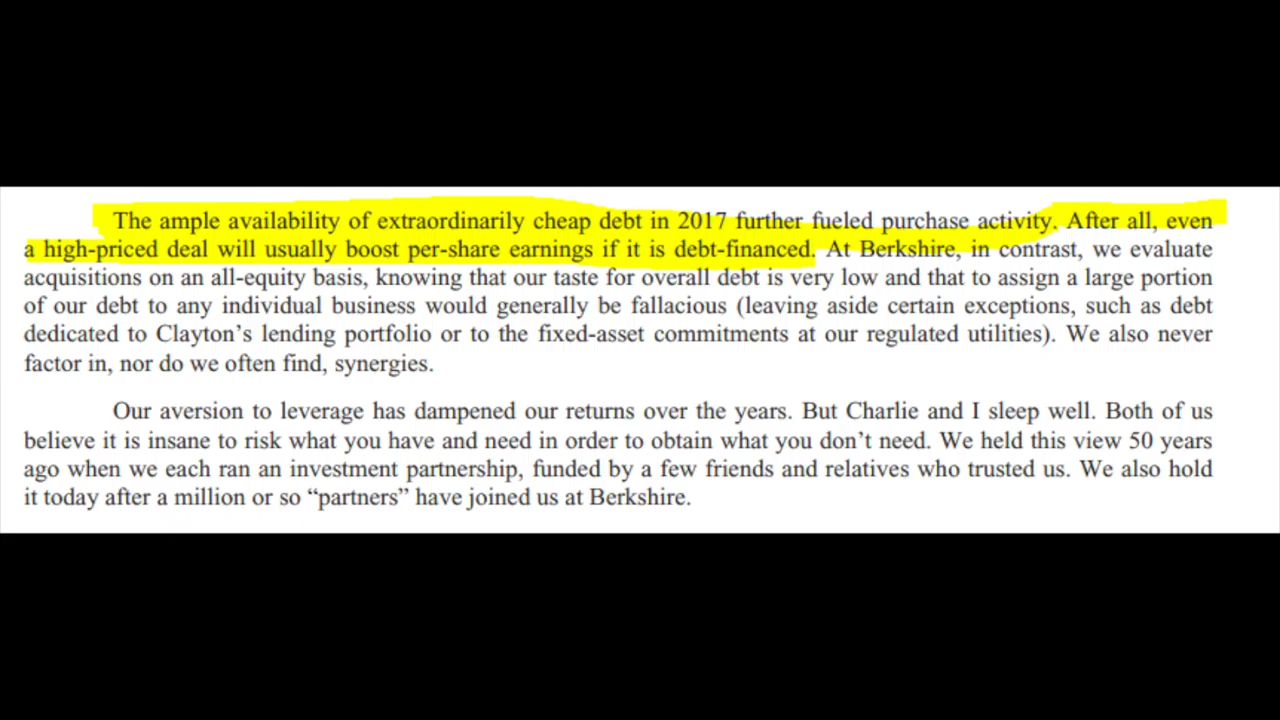 The ample availability of extraordinarily cheap debt in 2017 further fueled purchase activity. After all, even
a high-priced deal will usually boost per-share earnings if it is debt-financed. At Berkshire, in contrast, we evaluate
acquisitions on an all-equity basis, knowing that our taste for overall debt is very low and that to assign a large portion
of our debt to any individual business would generally be fallacious (leaving aside certain exceptions, such as debt
dedicated to Clayton’s lending portfolio or to the fixed-asset commitments at our regulated utilities). We also never
factor in, nor do we often find, synergies.
Our aversion to leverage has dampened our returns over the years. But Charlie and I sleep well. Both of us
believe it is insane to risk what you have and need in order to obtain what you don’t need. We held this view 50 years
ago when we each ran an investment partnership, funded by a few friends and relatives who trusted us. We also hold
it today after a million or so “partners” have joined us at Berkshire.